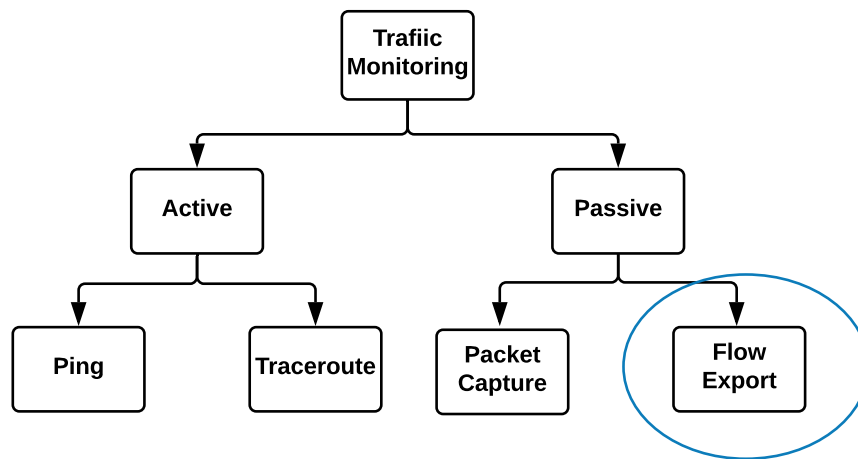 Trafiic
Monitoring
Active
Passive
Ping
Traceroute
Packet
Capture
Flow
Export